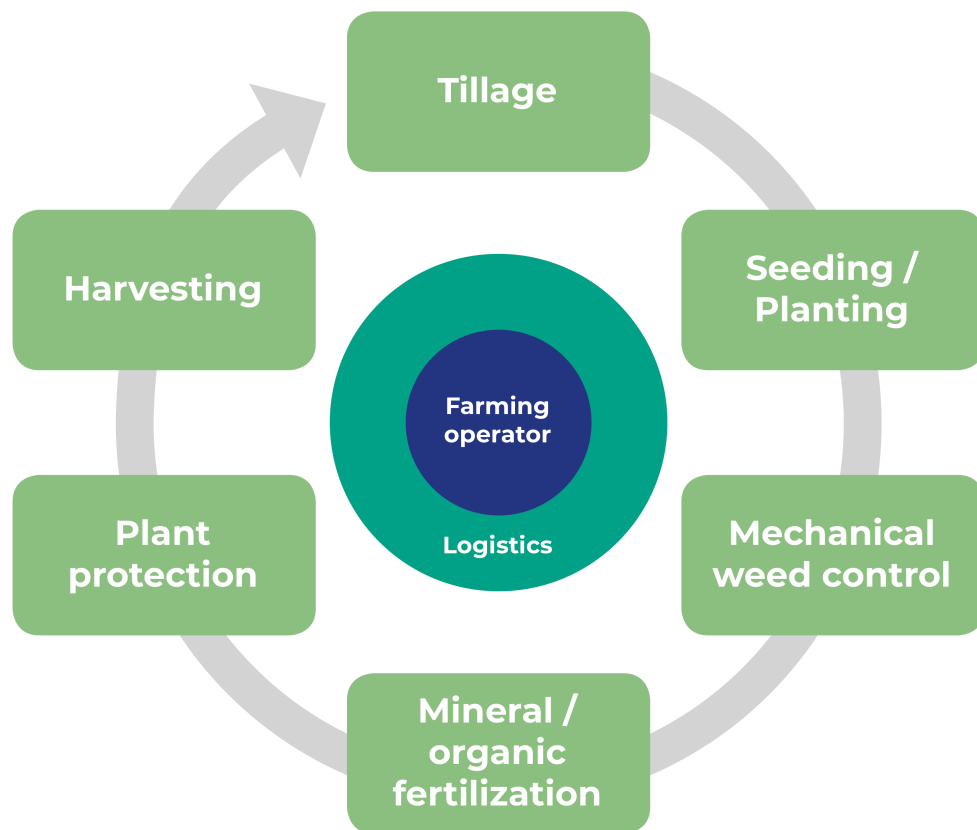 Tillage
Seeding /
Planting
Mechanical
weed control
Mineral /
organic
fertilization
Plant
protection
Harvesting
Farming
operator
Logistics